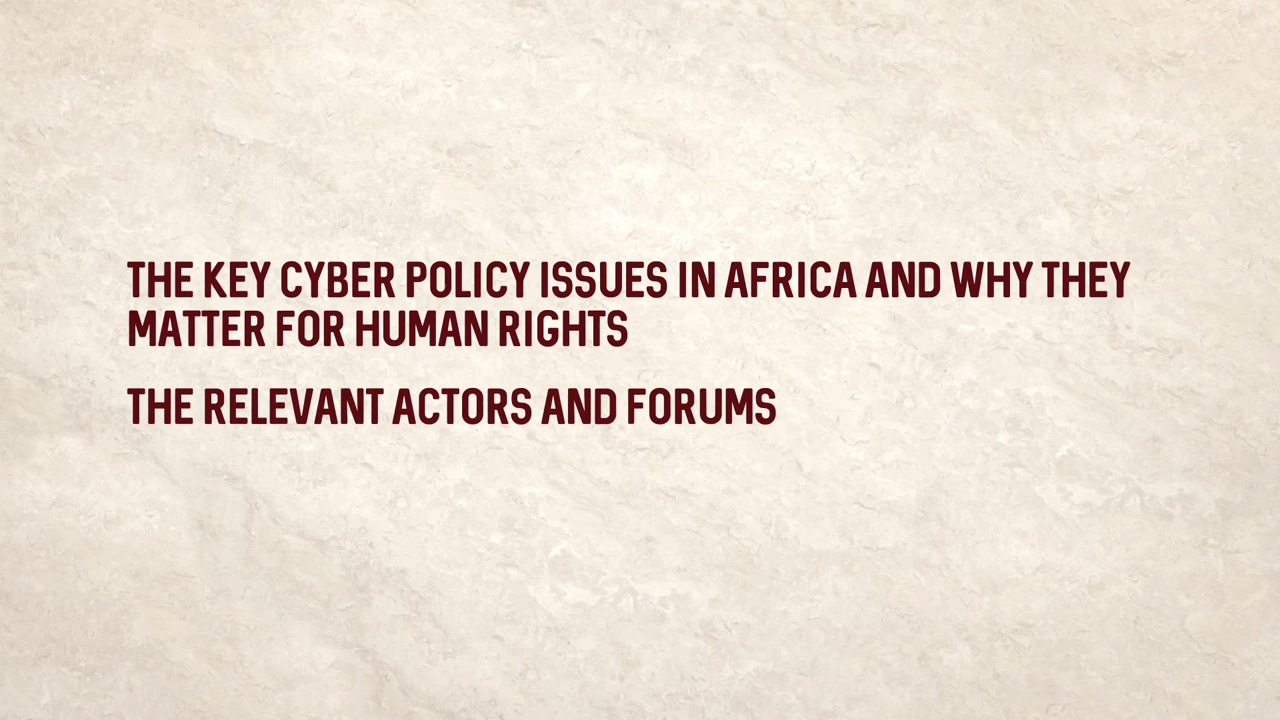 THE KEY CYBER POLICY ISSUES IN AFRICA AND WHY THEY
MATTER FOR HUMAN RIGHTS
THE RELEVANT ACTORS AND FORUMS